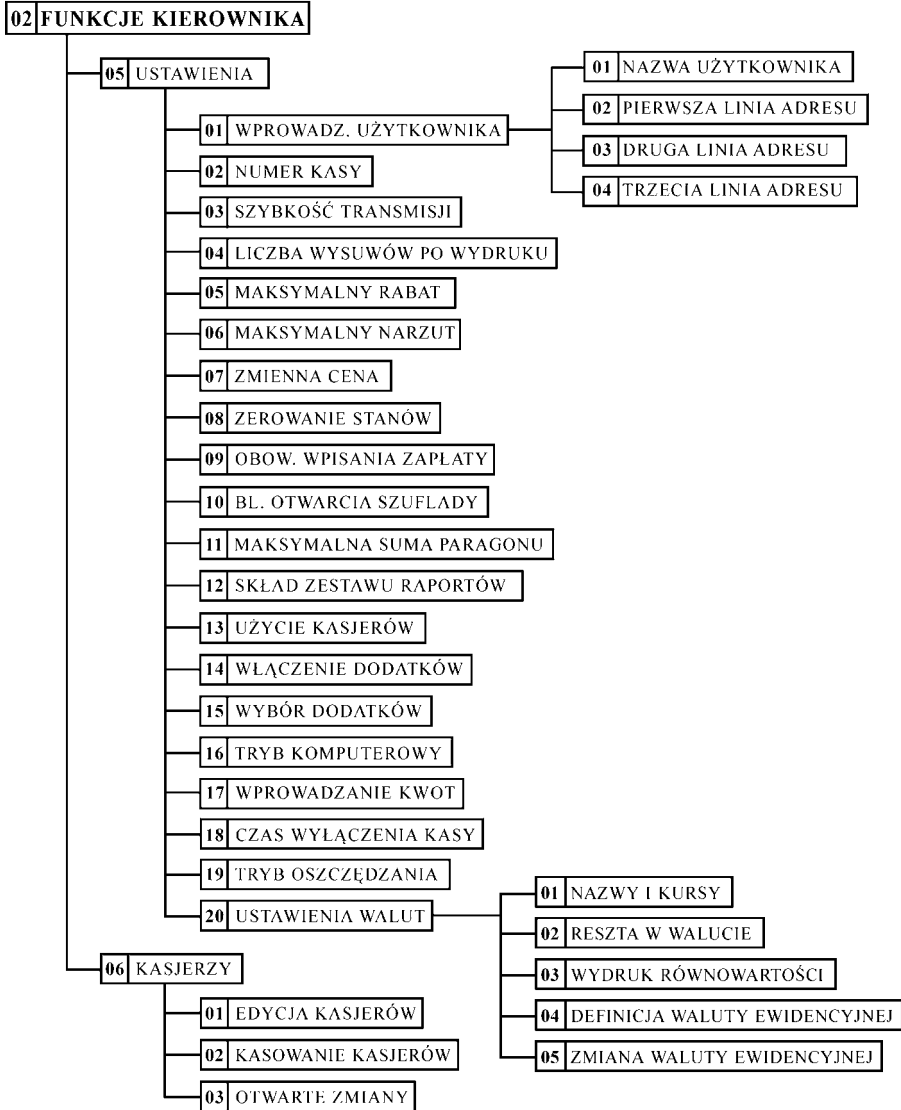 02 FUNKCJE KIEROWNIKA
05 USTAWIENIA
01 WPROWADZ. UŻYTKOWNIKA
01 NAZWA UŻYTKOWNIKA
02 PIERWSZA LINIA ADRESU
03 DRUGA LINIA ADRESU
04 TRZECIA LINIA ADRESU
02 NUMER KASY
03 SZYBKOŚĆ TRANSMISJI
04 LICZBA WYSUWÓW PO WYDRUKU
05 MAKSYMALNY RABAT
06 MAKSYMALNY NARZUT
07 ZMIENNA CENA
08 ZEROWANIE STANÓW
09 OBOW. WPISANIA ZAPŁATY
10 BL. OTWARCIA SZUFLADY
11 MAKSYMALNA SUMA PARAGONU
12 SKŁAD ZESTAWU RAPORTÓW
13 UŻYCIE KASJERÓW
14 WŁĄCZENIE DODATKÓW
15 WYBÓR DODATKÓW
16 TRYB KOMPUTEROWY
17 WPROWADZANIE KWOT
18 CZAS WYŁĄCZENIA KASY
19 TRYB OSZCZĘDZANIA
20 USTAWIENIA WALUT
01 NAZWY I KURSY
02 RESZTA W WALUCIE
03 WYDRUK RÓWNOWARTOŚCI
04 DEFINICJA WALUTY EWIDENCYJNEJ
05 ZMIANA WALUTY EWIDENCYJNEJ
06 KASJERZY
01 EDYCJA KASJERÓW
02 KASOWANIE KASJERÓW
03 OTWARTE ZMIANY